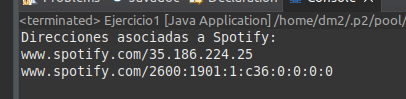 <terminated> Ejercicio1 [Java Application] /home/dm2/.p2/pool/
Direcciones asociadas a Spotify:
www.spotify.com/35.186.224.25
www.spotify.com/2600:1901:1:c36:0:0:0:0